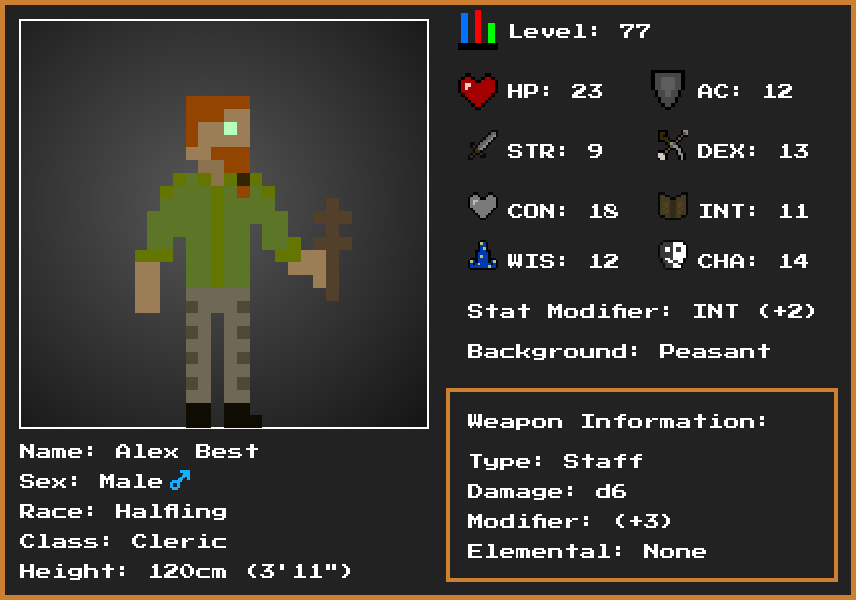 Level: 77
HP: 23 AC: 12
STR: 9 DEX: 13
CON: 18 INT: 11
WIS: 12 CHA: 14
Stat Modifier: INT (+2)
Background: Peasant
Weapon Information:
Type: Staff
Damage: d6
Modifier: (+3)
Elemental: None
Name: Alex Best
Sex: Male ♂
Race: Halfling
Class: Cleric
Height: 120cm (3'11")